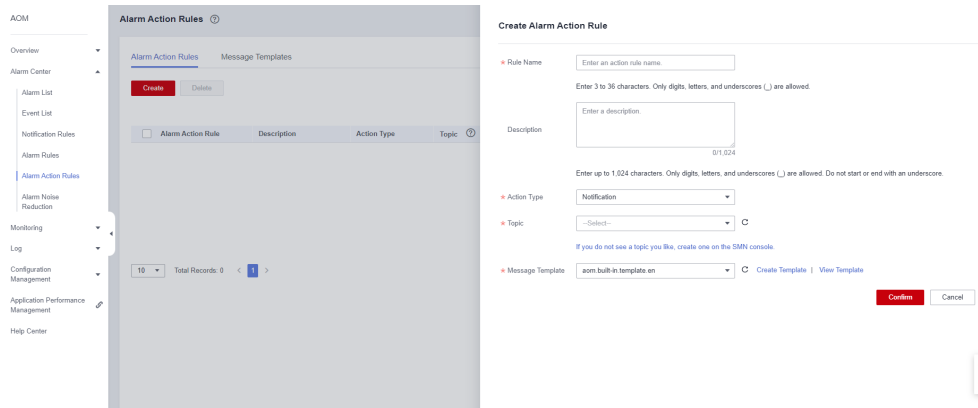 AOM
Overview
Alarm Center
Alarm List
Event List
Notification Rules
Alarm Rules
Alarm Action Rules
Alarm Noise
Reduction
Monitoring
Log
Configuration
Management
Application Performance
Management
Help Center
Alarm Action Rules ?
Alarm Action Rules Message Templates
Create Delete
Alarm Action Rule Description Action Type Topic ?
10 Total Records: 0 < 1 >
Create Alarm Action Rule
* Rule Name Enter an action rule name.
Enter 3 to 36 characters. Only digits, letters, and underscores (_) are allowed.
Description Enter a description.
0/1,024
Enter up to 1,024 characters. Only digits, letters, and underscores (_) are allowed. Do not start or end with an underscore.
* Action Type Notification
* Topic --Select--
If you do not see a topic you like, create one on the SMN console.
* Message Template aom.built-in.template.en Create Template | View Template
Confirm Cancel